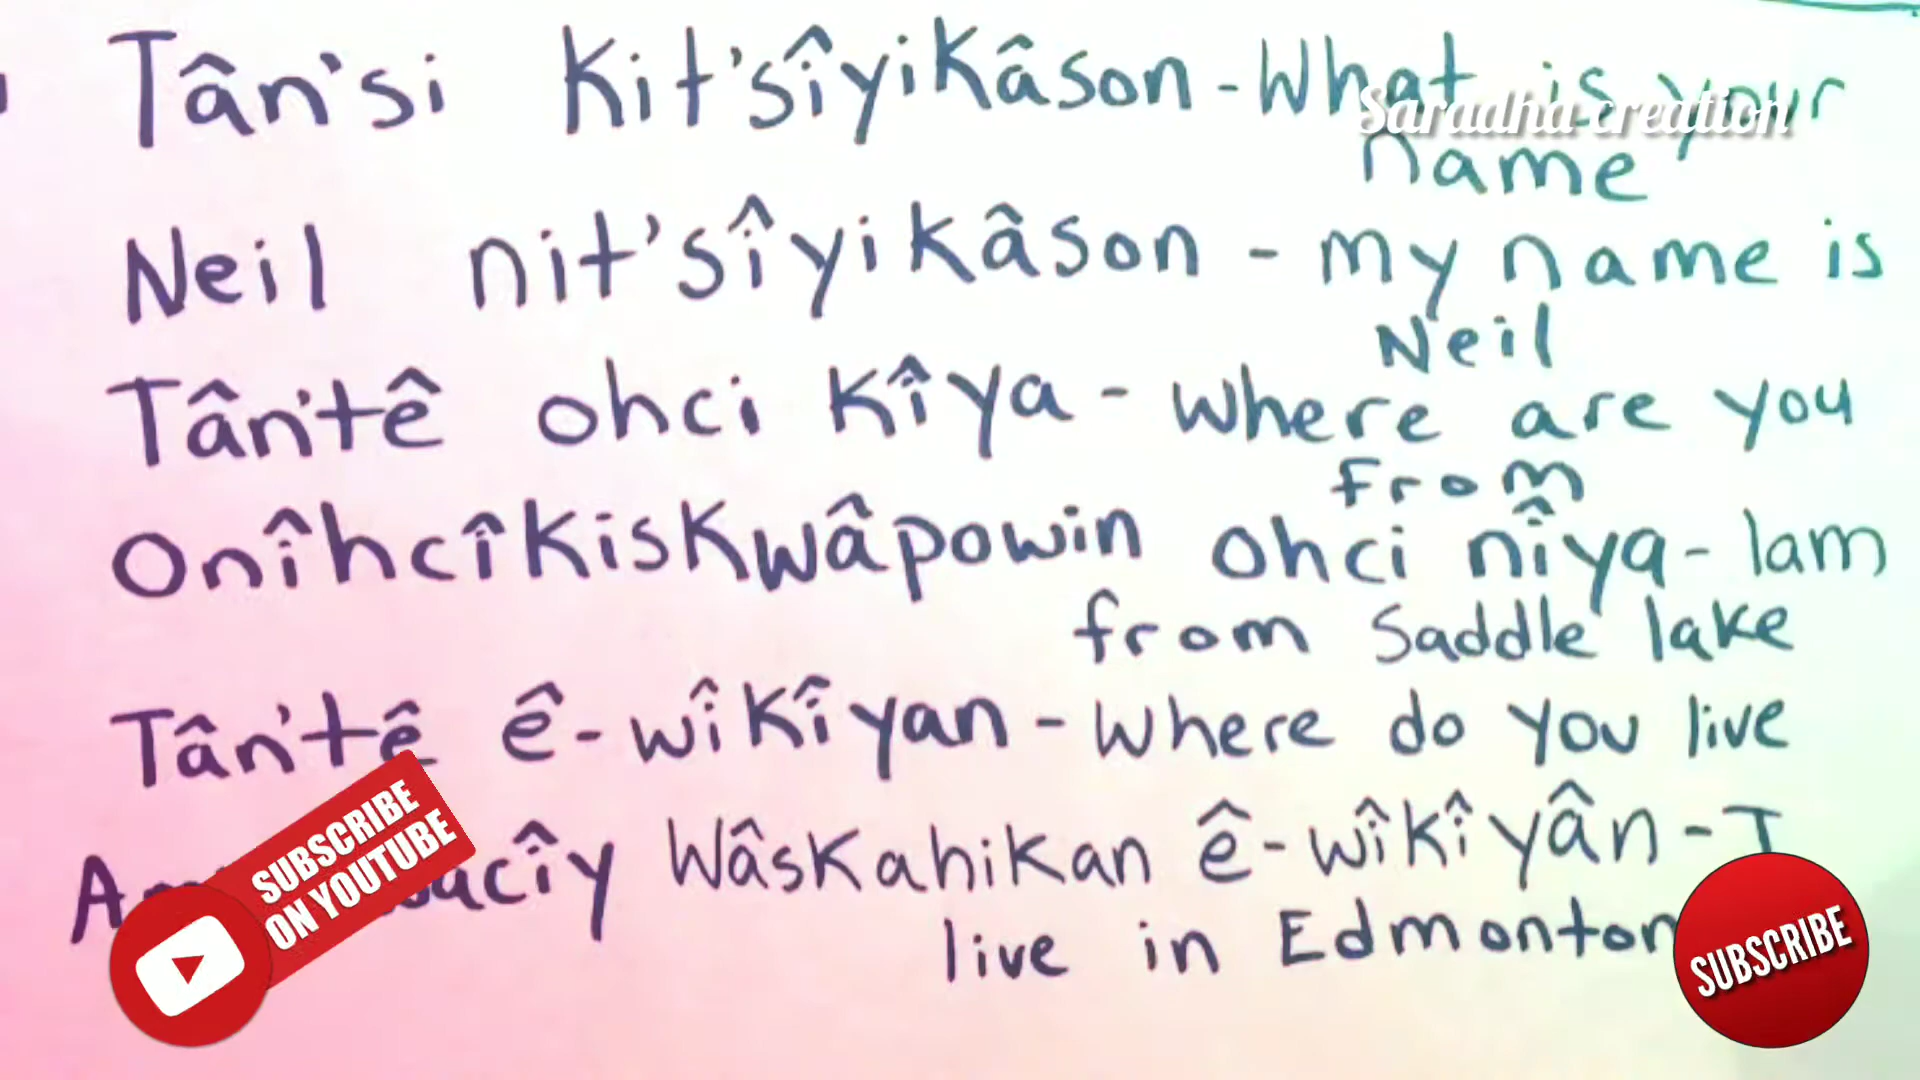 Tân'si Kit'sîyikâson - What is your
Saradha creation
name
Neil nit'sîyikâson - my name is
Neil
Tân'tê ohci Kîya - where are you
from
OnîhcîKisKwâpowin ohci nîya - I am
from Saddle lake
Tân'tê ê-wîKîyan - where do you live
WâsKahiKan ê-wîkîyân - I
live in Edmonton
SUBSCRIBE
ON YOUTUBE
SUBSCRIBE